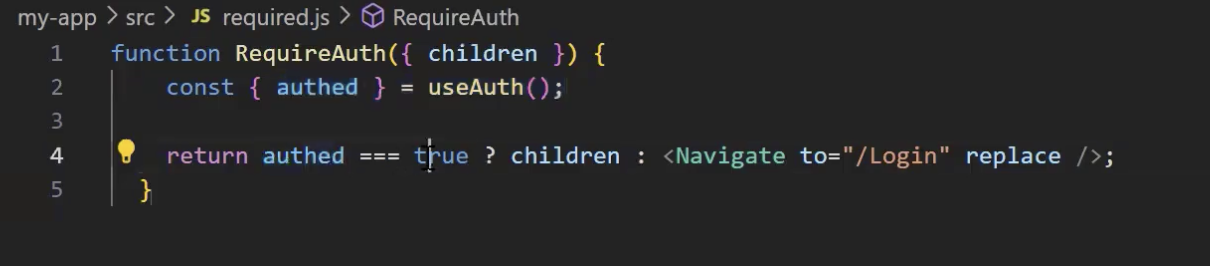 my-app > src > JS required.js > RequireAuth
1 function RequireAuth({ children }) {
2 const { authed } = useAuth();
3
4 return authed === true ? children : <Navigate to="/Login" replace />;
5 }